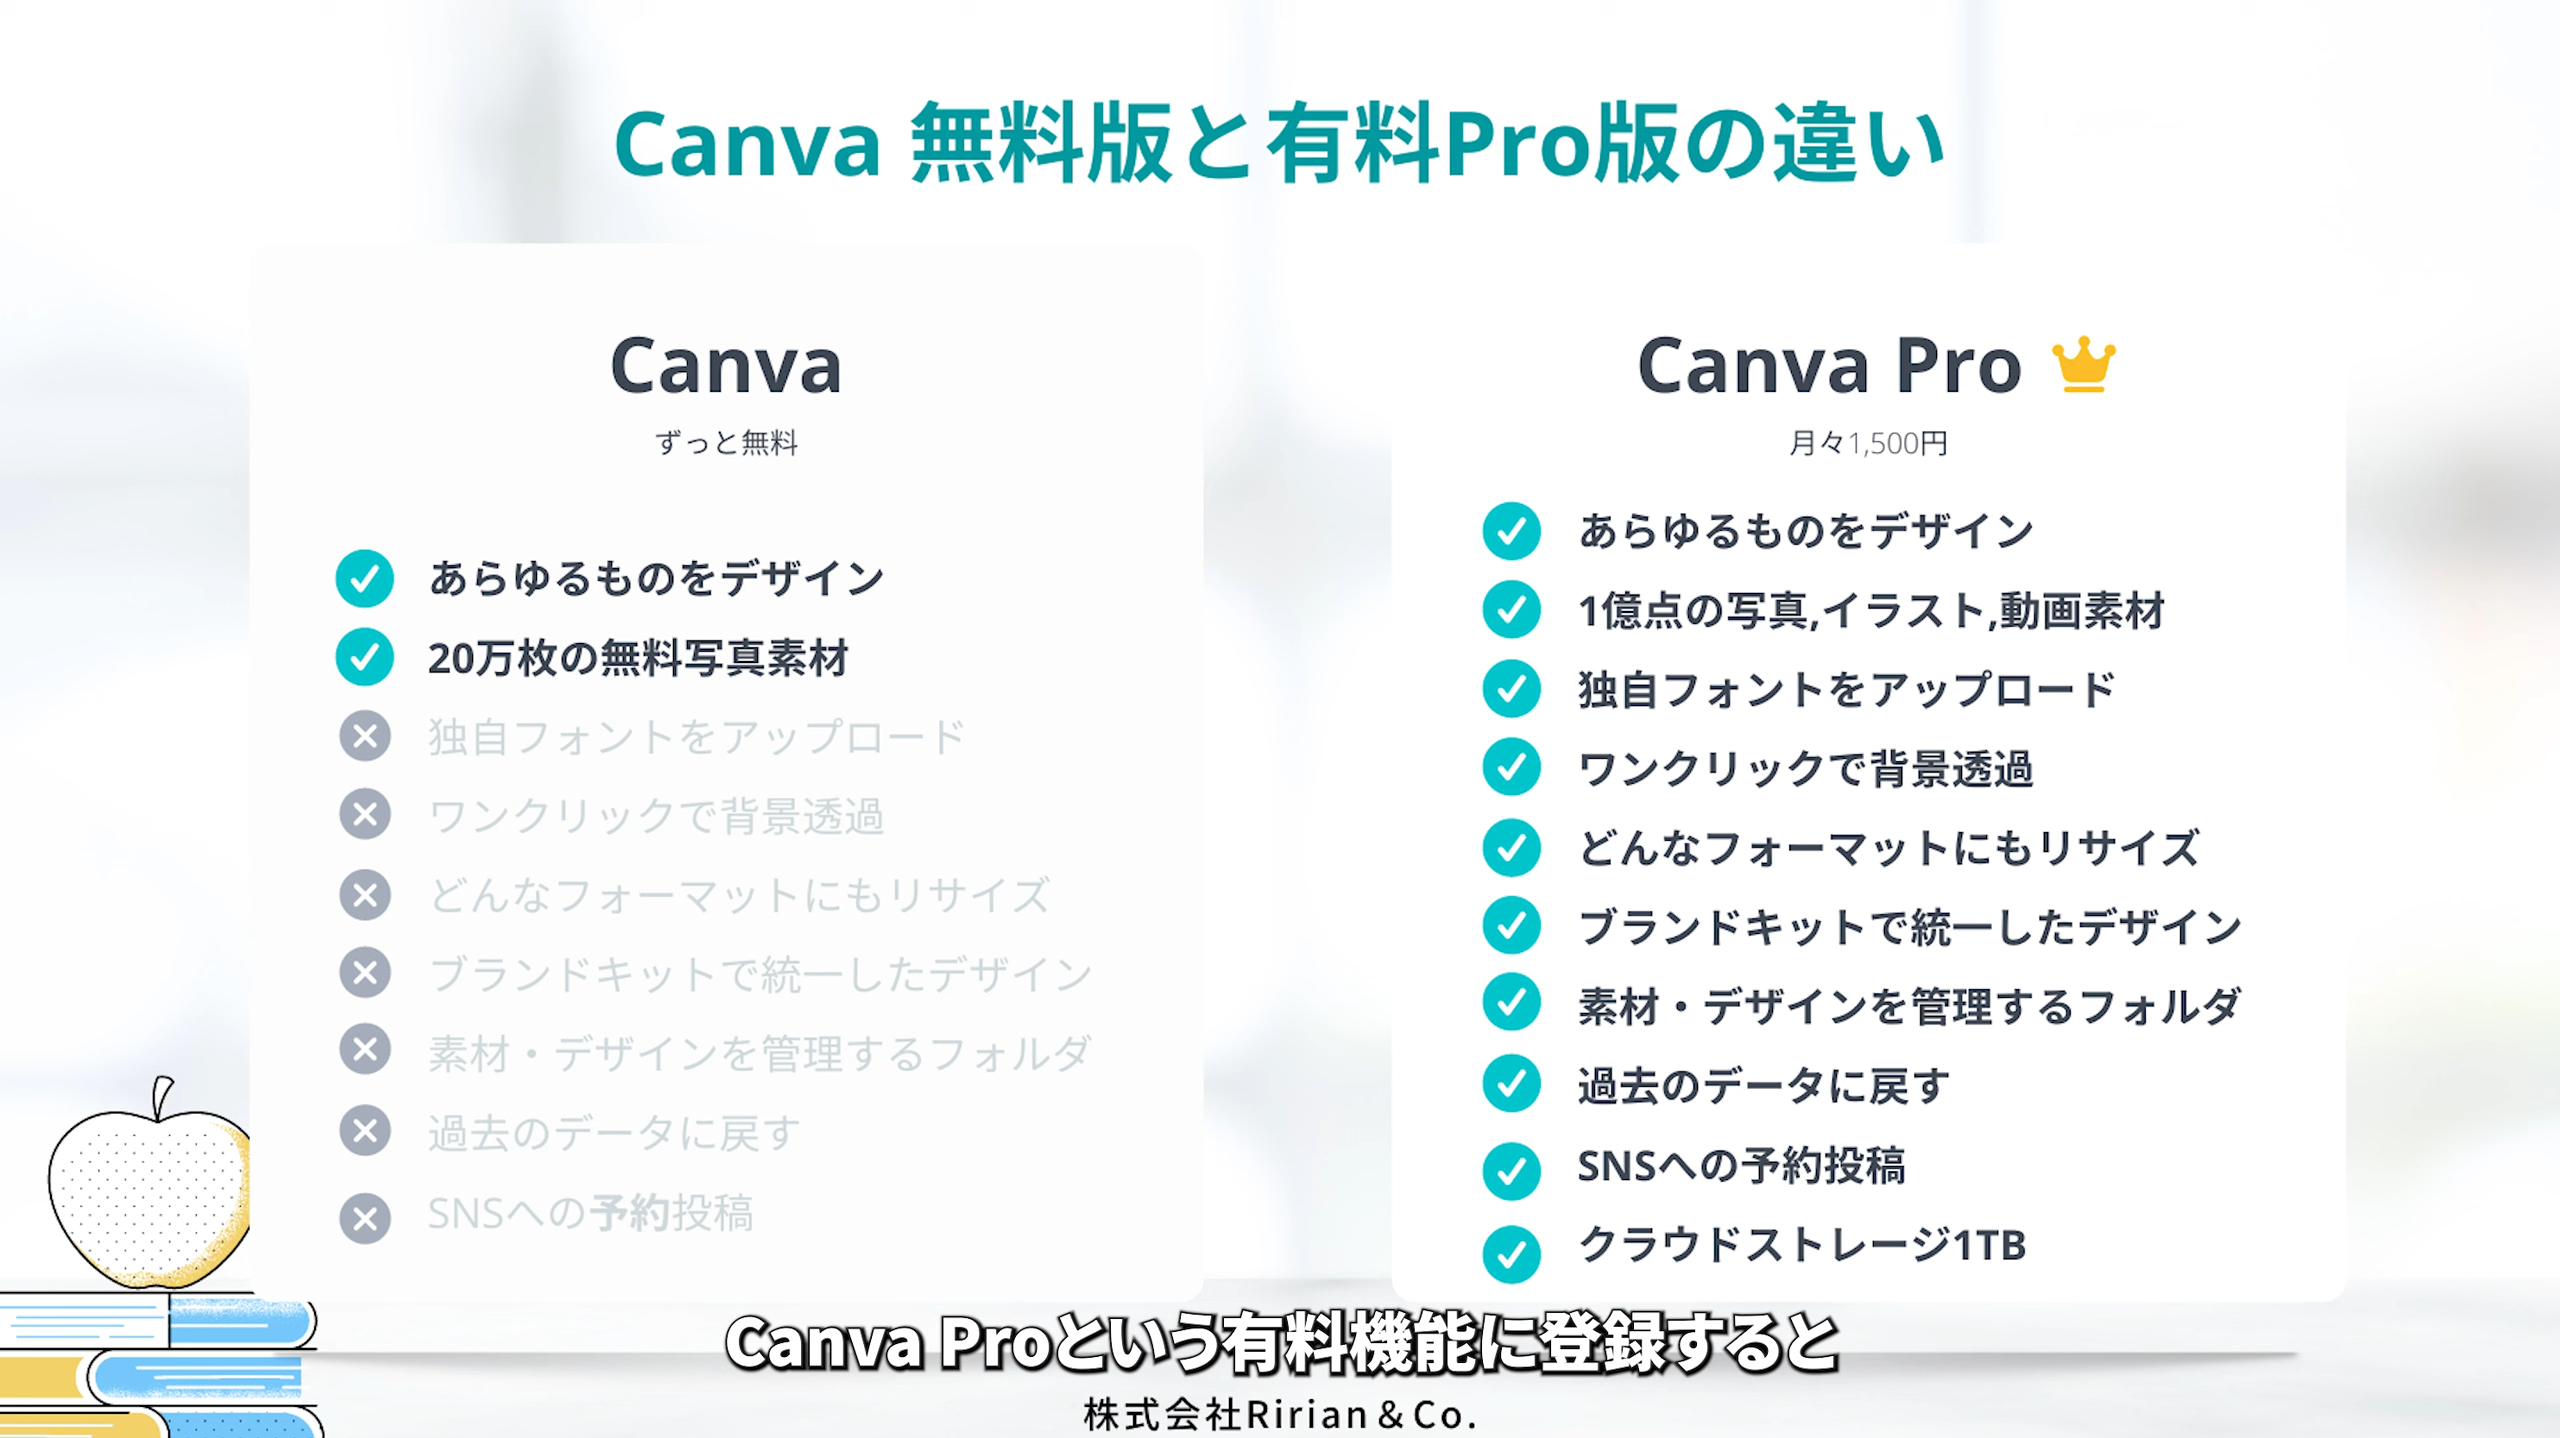 Canva 無料版と有料Pro版の違い
Canva
ずっと無料
あらゆるものをデザイン
20万枚の無料写真素材
独自フォントをアップロード
ワンクリックで背景透過
どんなフォーマットにもリサイズ
ブランドキットで統一したデザイン
素材・デザインを管理するフォルダ
過去のデータに戻す
SNSへの予約投稿
Canva Pro
月々1,500円
あらゆるものをデザイン
1億点の写真,イラスト,動画素材
独自フォントをアップロード
ワンクリックで背景透過
どんなフォーマットにもリサイズ
ブランドキットで統一したデザイン
素材・デザインを管理するフォルダ
過去のデータに戻す
SNSへの予約投稿
クラウドストレージ1TB
Canva Proという有料機能に登録すると
株式会社Ririan＆Co.